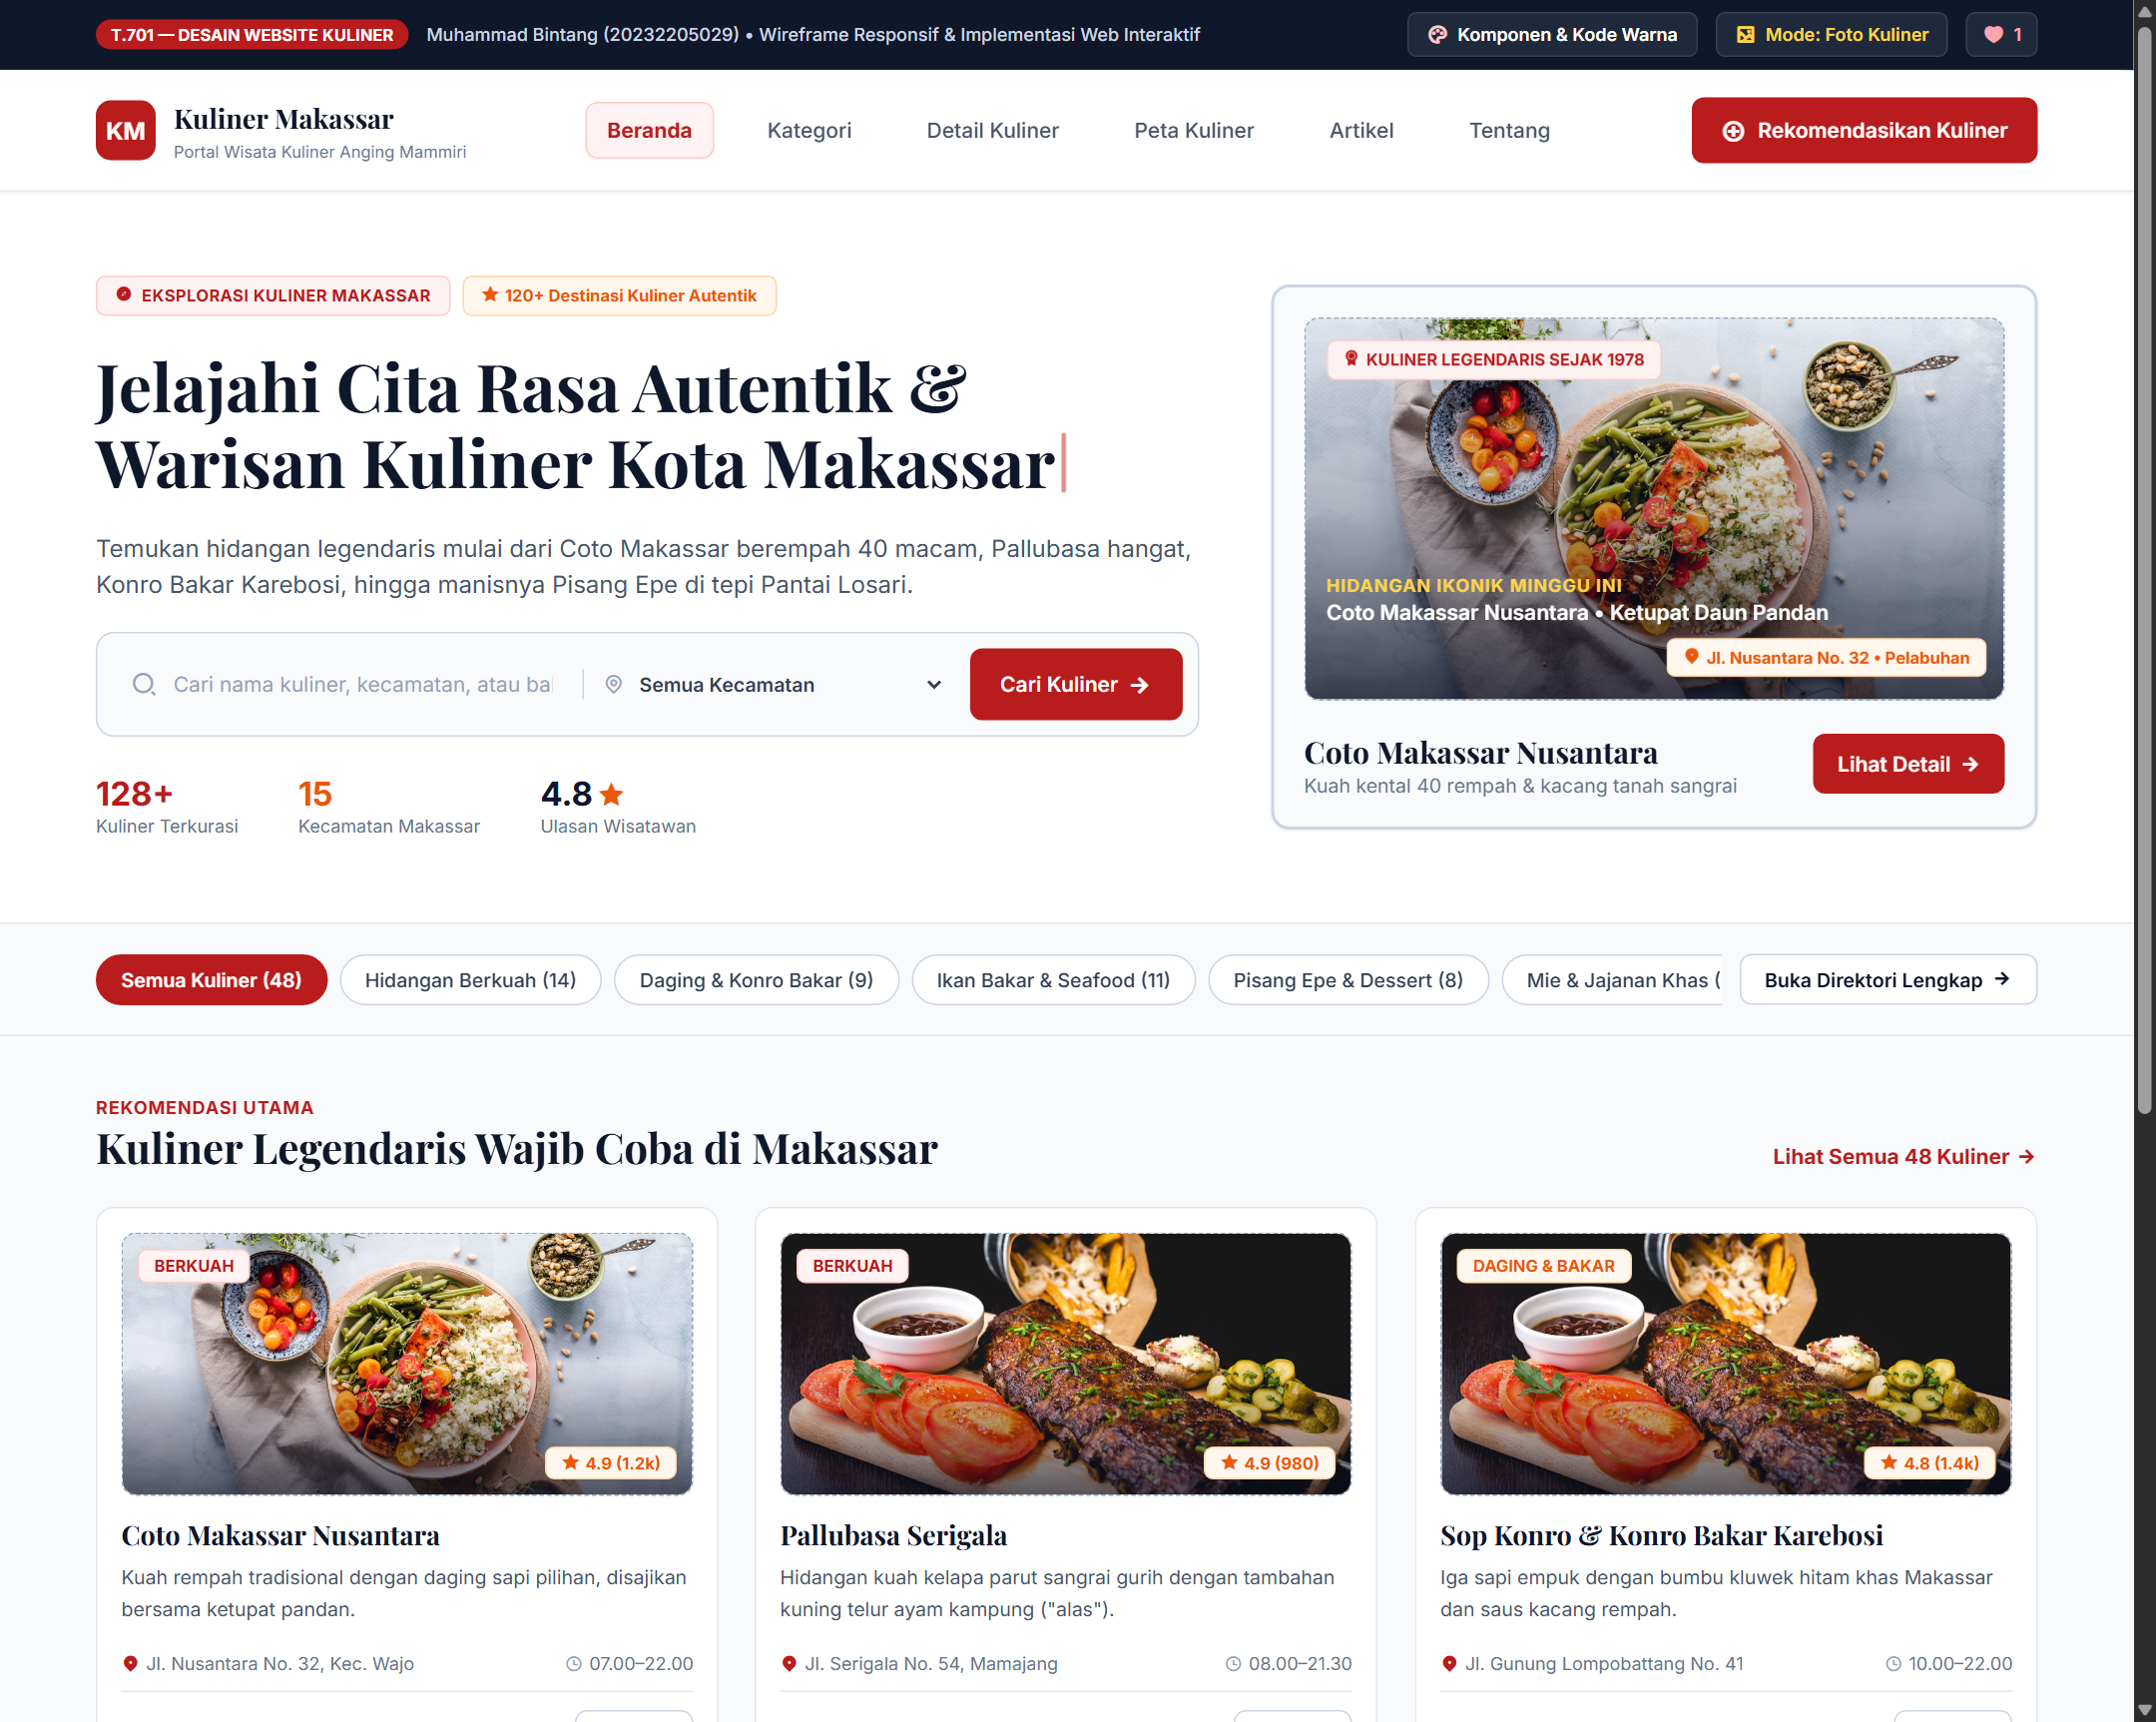 T.701 — DESAIN WEBSITE KULINER
Muhammad Bintang (20232205029) • Wireframe Responsif & Implementasi Web Interaktif
Komponen & Kode Warna
Mode: Foto Kuliner
1
KM
Kuliner Makassar
Portal Wisata Kuliner Anging Mammiri
Beranda
Kategori
Detail Kuliner
Peta Kuliner
Artikel
Tentang
Rekomendasikan Kuliner
EKSPLORASI KULINER MAKASSAR
120+ Destinasi Kuliner Autentik
Jelajahi Cita Rasa Autentik &
Warisan Kuliner Kota Makassar
Temukan hidangan legendaris mulai dari Coto Makassar berempah 40 macam, Pallubasa hangat,
Konro Bakar Karebosi, hingga manisnya Pisang Epe di tepi Pantai Losari.
Cari nama kuliner, kecamatan, atau ba
Semua Kecamatan
Cari Kuliner →
128+
Kuliner Terkurasi
15
Kecamatan Makassar
4.8 ★
Ulasan Wisatawan
KULINER LEGENDARIS SEJAK 1978
HIDANGAN IKONIK MINGGU INI
Coto Makassar Nusantara • Ketupat Daun Pandan
Jl. Nusantara No. 32 • Pelabuhan
Coto Makassar Nusantara
Kuah kental 40 rempah & kacang tanah sangrai
Lihat Detail →
Semua Kuliner (48)
Hidangan Berkuah (14)
Daging & Konro Bakar (9)
Ikan Bakar & Seafood (11)
Pisang Epe & Dessert (8)
Mie & Jajanan Khas (
Buka Direktori Lengkap →
REKOMENDASI UTAMA
Kuliner Legendaris Wajib Coba di Makassar
Lihat Semua 48 Kuliner →
BERKUAH
★ 4.9 (1.2k)
Coto Makassar Nusantara
Kuah rempah tradisional dengan daging sapi pilihan, disajikan
bersama ketupat pandan.
Jl. Nusantara No. 32, Kec. Wajo
07.00–22.00
BERKUAH
★ 4.9 (980)
Pallubasa Serigala
Hidangan kuah kelapa parut sangrai gurih dengan tambahan
kuning telur ayam kampung ("alas").
Jl. Serigala No. 54, Mamajang
08.00–21.30
DAGING & BAKAR
★ 4.8 (1.4k)
Sop Konro & Konro Bakar Karebosi
Iga sapi empuk dengan bumbu kluwek hitam khas Makassar
dan saus kacang rempah.
Jl. Gunung Lompobattang No. 41
10.00–22.00